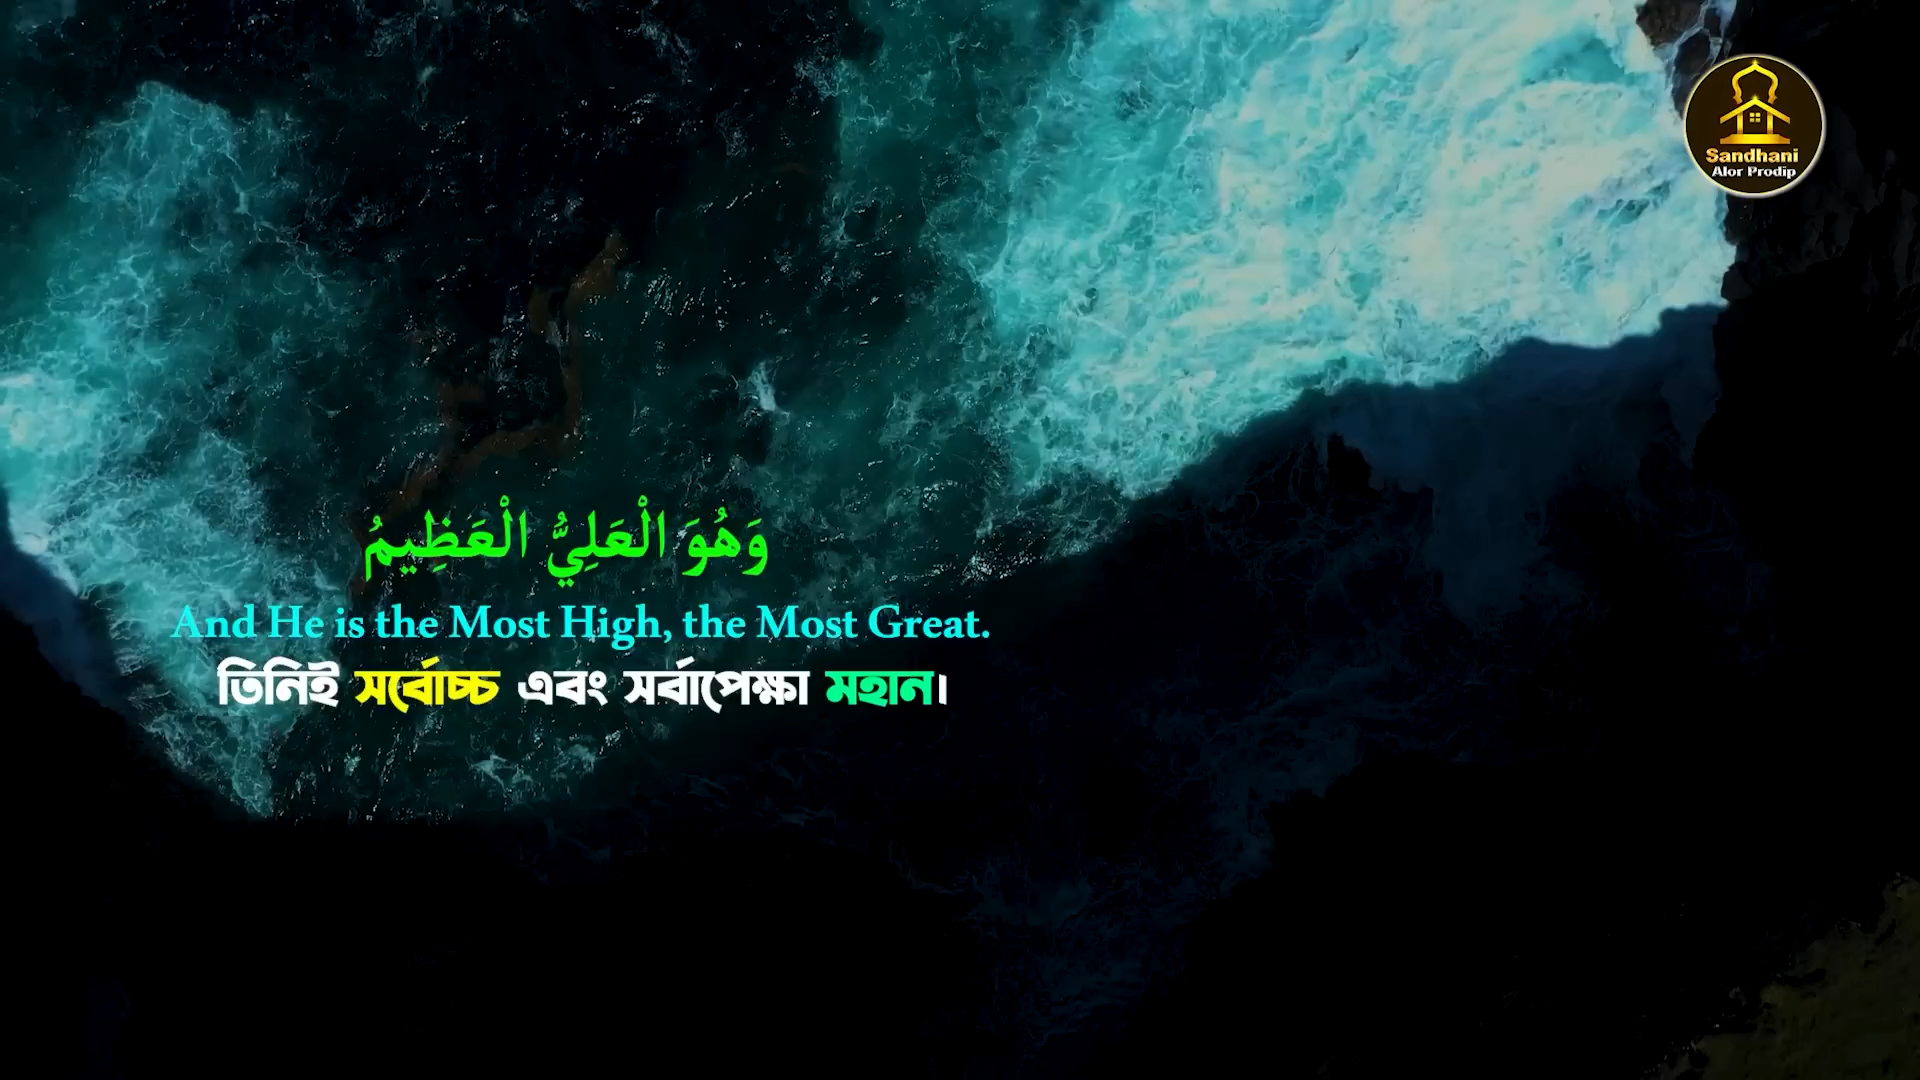 Sandhani
Alor Prodip
وَهُوَ الْعَلِيُّ الْعَظِيمُ
And He is the Most High, the Most Great.
তিনিই সর্বোচ্চ এবং সর্বাপেক্ষা মহান।